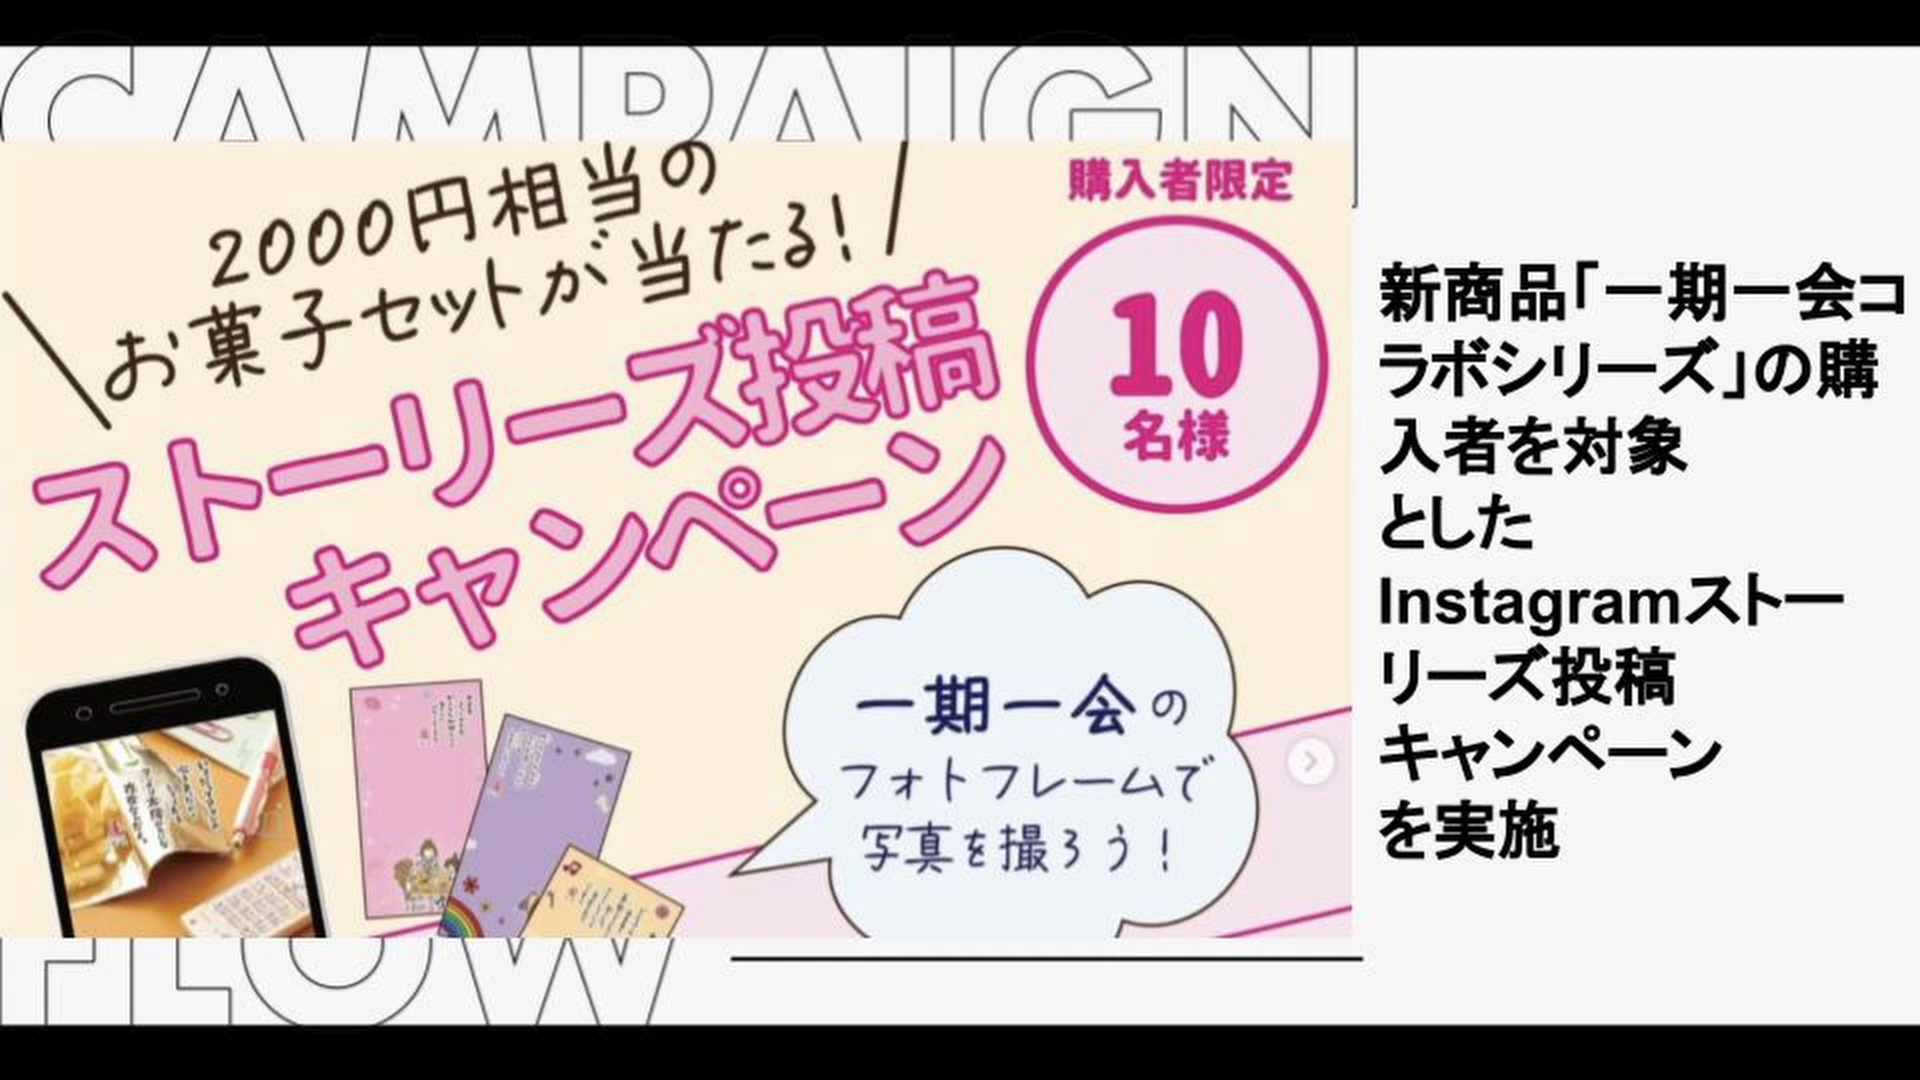 CAMPAIGN
2000円相当の
お菓子セットが当たる!
ストーリーズ投稿
キャンペーン
購入者限定
10
名様
一期一会の
フォトフレームで
写真を撮ろう!
FLOW
新商品「一期一会コ
ラボシリーズ」の購
入者を対象
とした
Instagramストー
リーズ投稿
キャンペーン
を実施